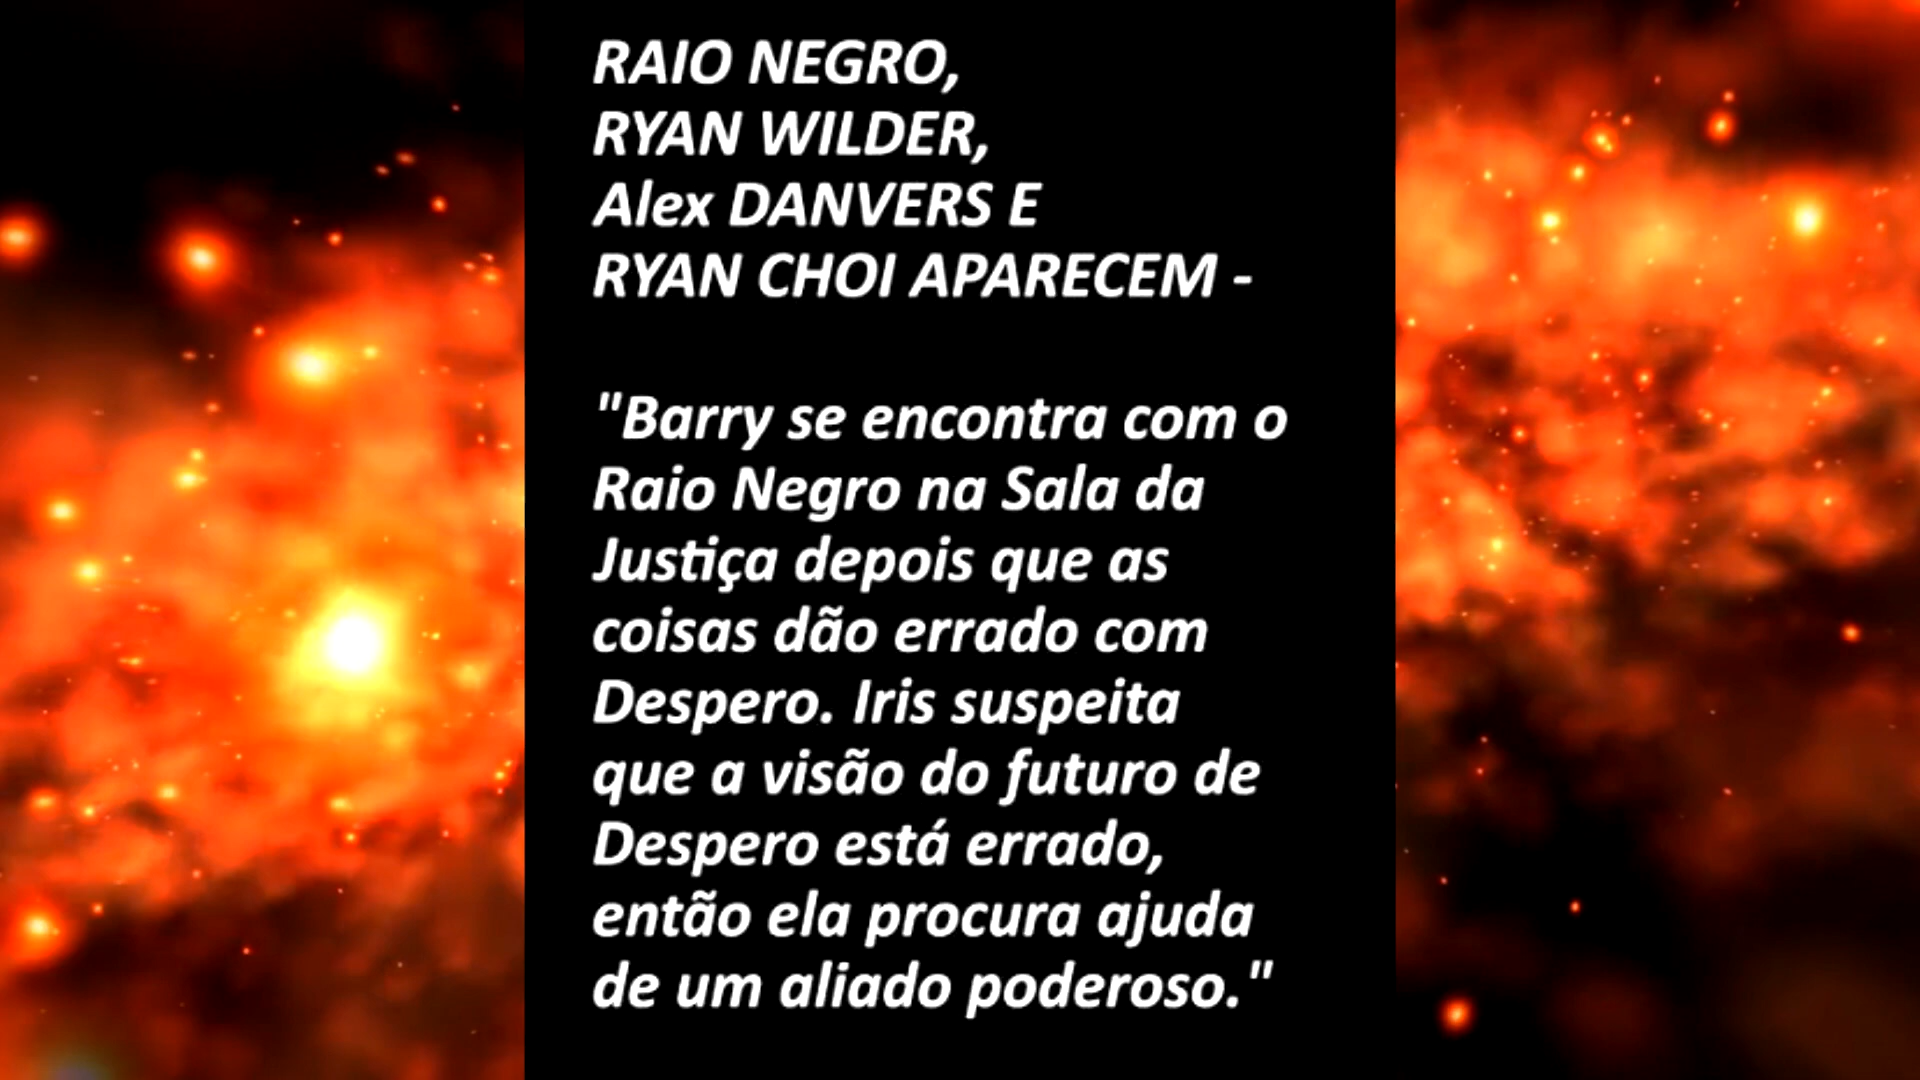 RAIO NEGRO,
RYAN WILDER,
Alex DANVERS E
RYAN CHOI APARECEM -
"Barry se encontra com o
Raio Negro na Sala da
Justiça depois que as
coisas dão errado com
Despero. Iris suspeita
que a visão do futuro de
Despero está errado,
então ela procura ajuda
de um aliado poderoso."